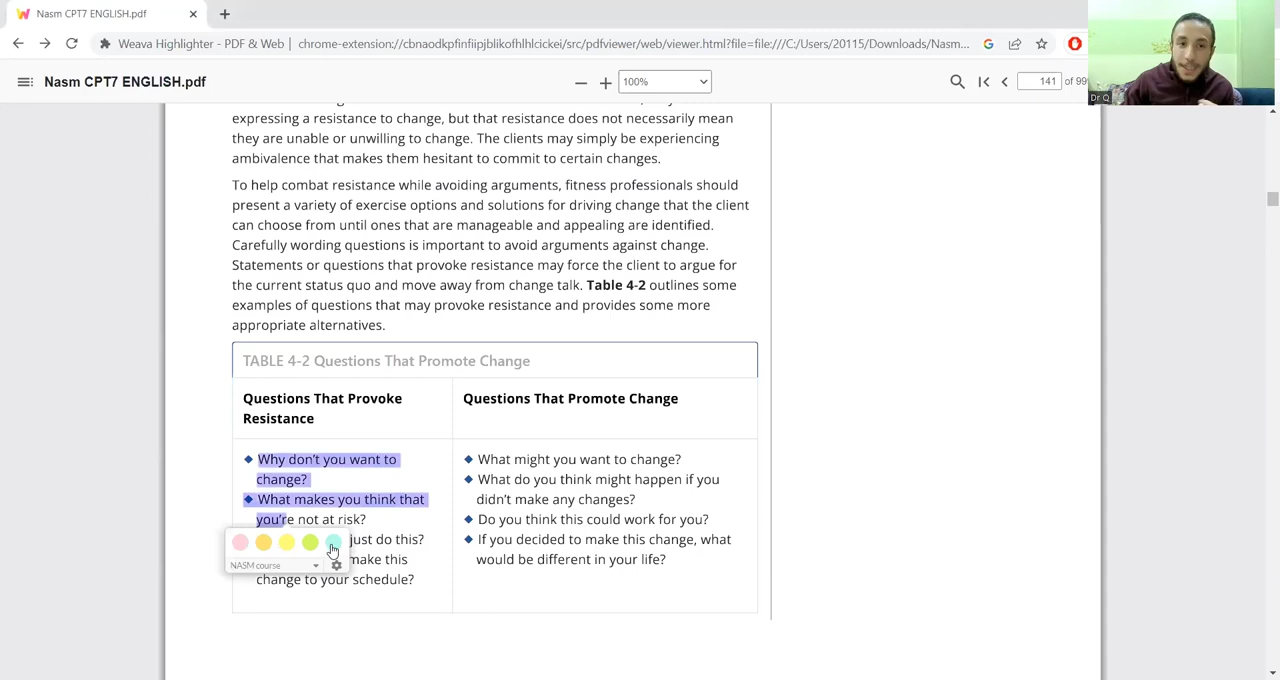 Nasm CPT7 ENGLISH.pdf
Weava Highlighter - PDF & Web | chrome-extension://cbnaodkpfinfiipjblikofhlhlcickei/src/pdfviewer/web/viewer.html?file=file:///C:/Users/20115/Downloads/Nasm...
Nasm CPT7 ENGLISH.pdf
100%
141 of 99
Dr Q
expressing a resistance to change, but that resistance does not necessarily mean
they are unable or unwilling to change. The clients may simply be experiencing
ambivalence that makes them hesitant to commit to certain changes.
To help combat resistance while avoiding arguments, fitness professionals should
present a variety of exercise options and solutions for driving change that the client
can choose from until ones that are manageable and appealing are identified.
Carefully wording questions is important to avoid arguments against change.
Statements or questions that provoke resistance may force the client to argue for
the current status quo and move away from change talk. Table 4-2 outlines some
examples of questions that may provoke resistance and provides some more
appropriate alternatives.
TABLE 4-2 Questions That Promote Change
Questions That Provoke
Resistance
Questions That Promote Change
◆ Why don't you want to
change?
◆ What makes you think that
you're not at risk?
just do this?
make this
change to your schedule?
◆ What might you want to change?
◆ What do you think might happen if you
didn't make any changes?
◆ Do you think this could work for you?
◆ If you decided to make this change, what
would be different in your life?
NASM course